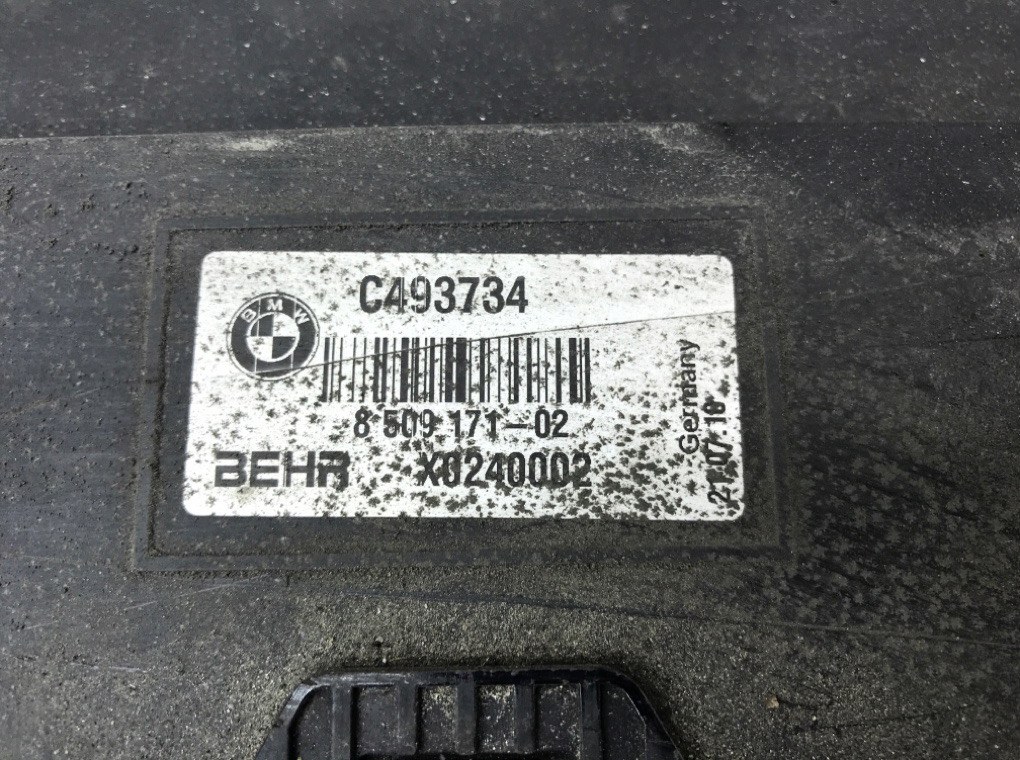 C493734
BMW
8 509 171-02
BEHR X0240002
Germany
21.07.18